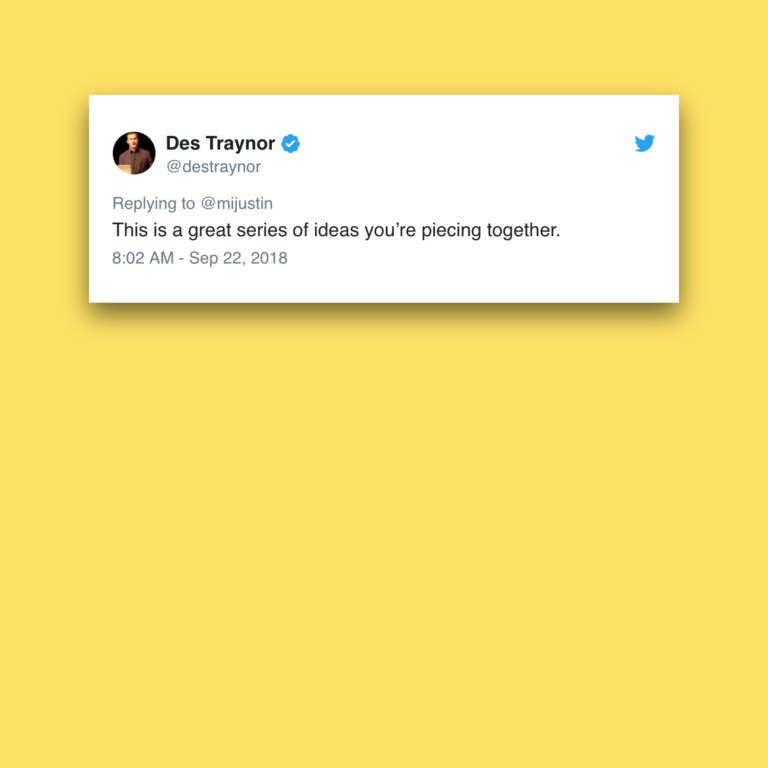 Des Traynor
@destraynor
Replying to @mijustin
This is a great series of ideas you’re piecing together.
8:02 AM - Sep 22, 2018